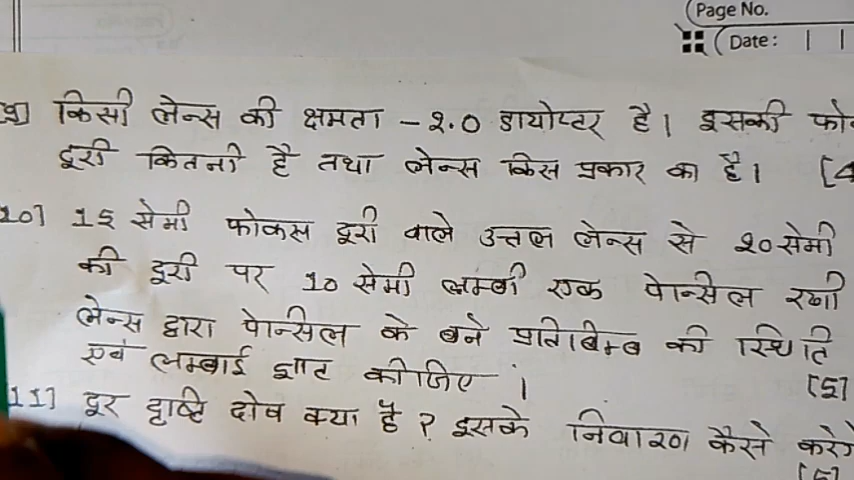 Page No.
Date:
9] किसी लेन्स की क्षमता -2.0 डायोप्टर है। इसकी
दूरी कितनी है तथा लेन्स किस प्रकार का है। [4
10] 15 सेमी फोकस दूरी वाले उत्तल लेन्स से 20 सेमी
की दूरी पर 10 सेमी लम्बी एक पेन्सिल रखी
लेन्स द्वारा पेन्सिल के बने प्रतिबिम्ब की स्थिति
एवं लम्बाई ज्ञात कीजिए । [5]
11] दूर दृष्टि दोष क्या है ? इसके निवारण कैसे करेगे